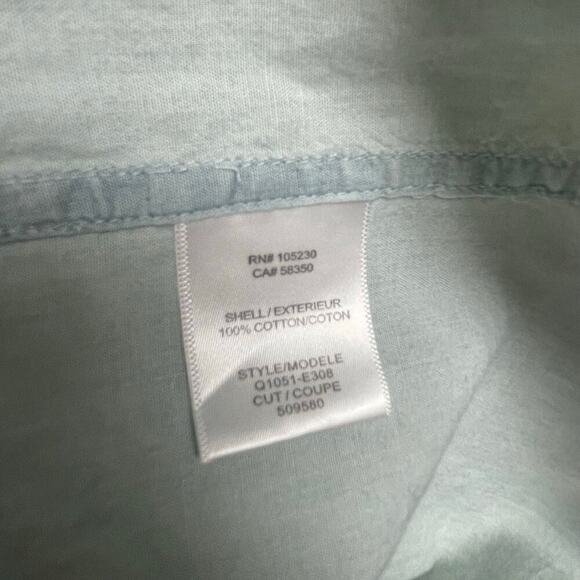 RN# 105230
CA# 58350
SHELL/EXTERIEUR
100% COTTON/COTON
STYLE/MODELE
Q1051-E308
CUT/COUPE
509580